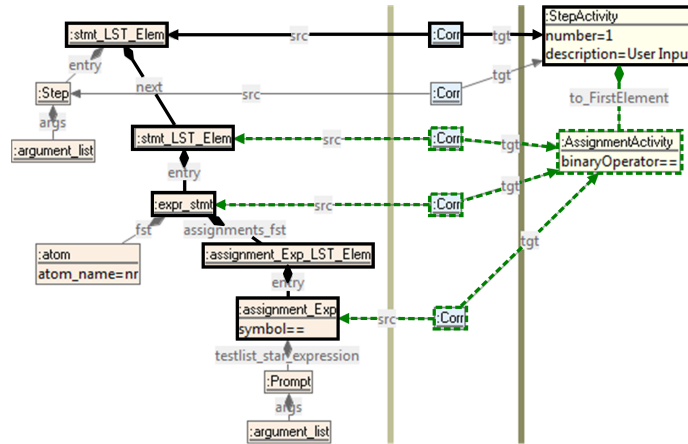 :StepActivity
:stmt_LST_Elem
src
:Corr
tgt
number=1
description=User Inpu
entry
tgt
:Step
next
src
:Corr
to_FirstElement
args
:argument_list
:stmt_LST_Elem
src
:Corr
tgt
:AssignmentActivity
binaryOperator==
entry
tgt
:expr_stmt
src
:Corr
fst
assignments_fst
tgt
:atom
atom_name=nr
:assignment_Exp_LST_Elem
entry
:assignment_Exp
symbol==
src
:Corr
testlist_star_expression
:Prompt
args
:argument_list